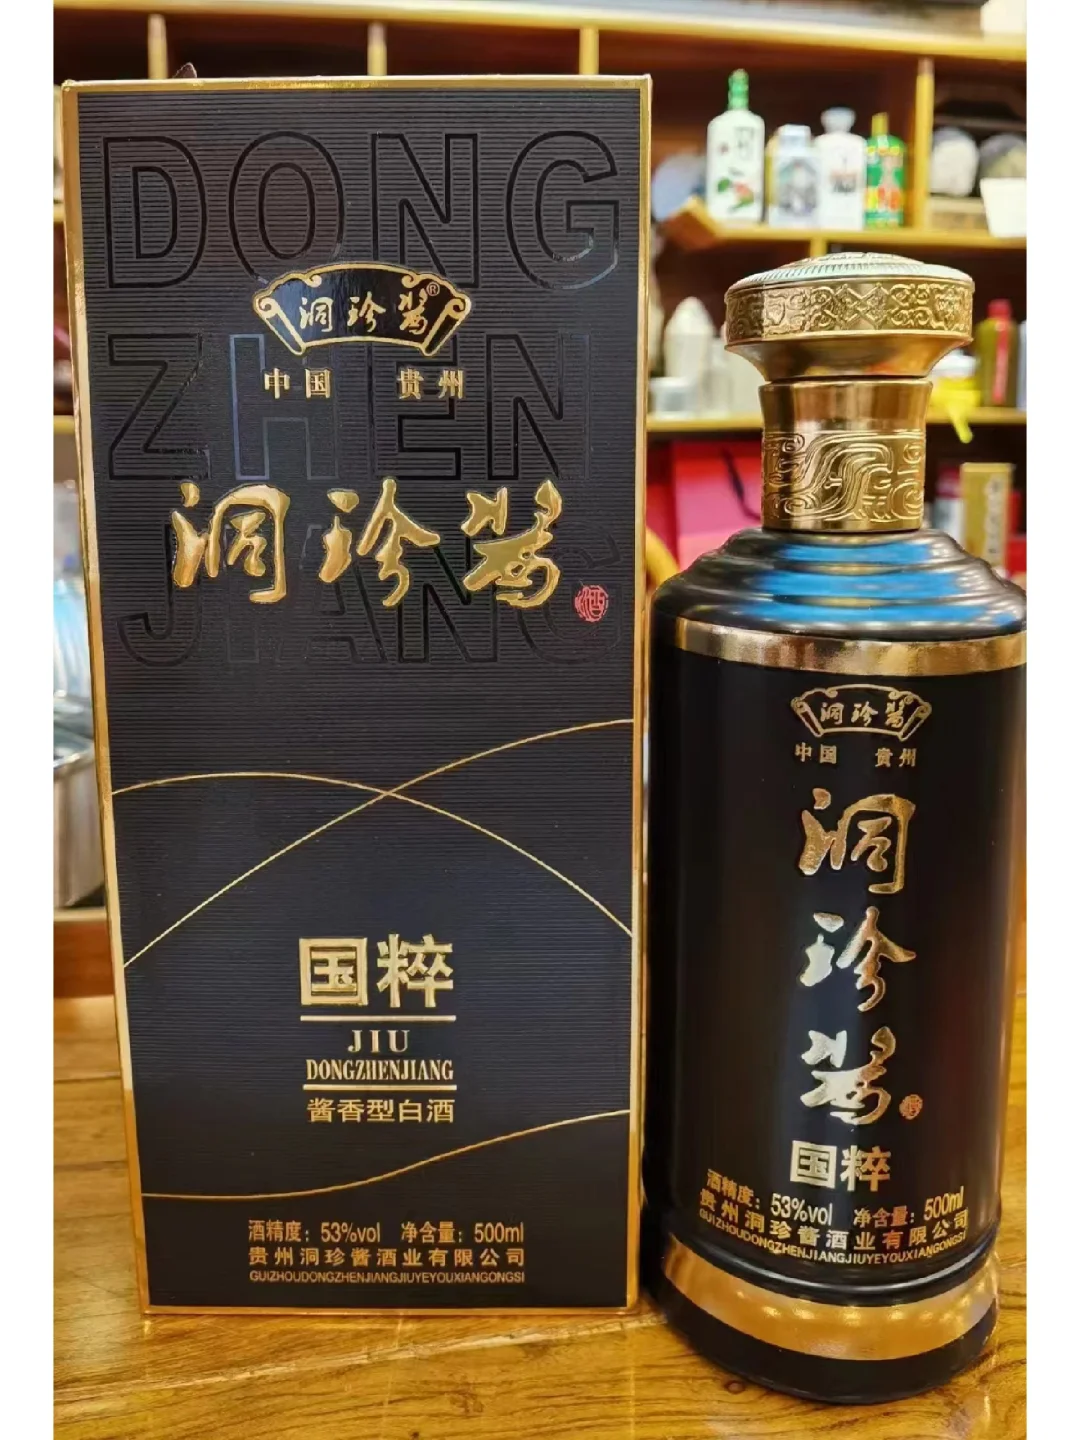 DONG
ZHEN
JIANG
洞珍酱®
中国 贵州
洞珍酱
酒
国粹
JIU
DONGZHENJIANG
酱香型白酒
酒精度：53%vol 净含量：500ml
贵州洞珍酱酒业有限公司
GUIZHOUDONGZHENJIANGJIUYEYOUXIANGONGSI
洞珍酱
中国 贵州
洞
珍
酱
国粹
酒精度：53%vol 净含量：500ml
贵州洞珍酱酒业有限公司
GUIZHOUDONGZHENJIANGJIUYEYOUXIANGONGSI